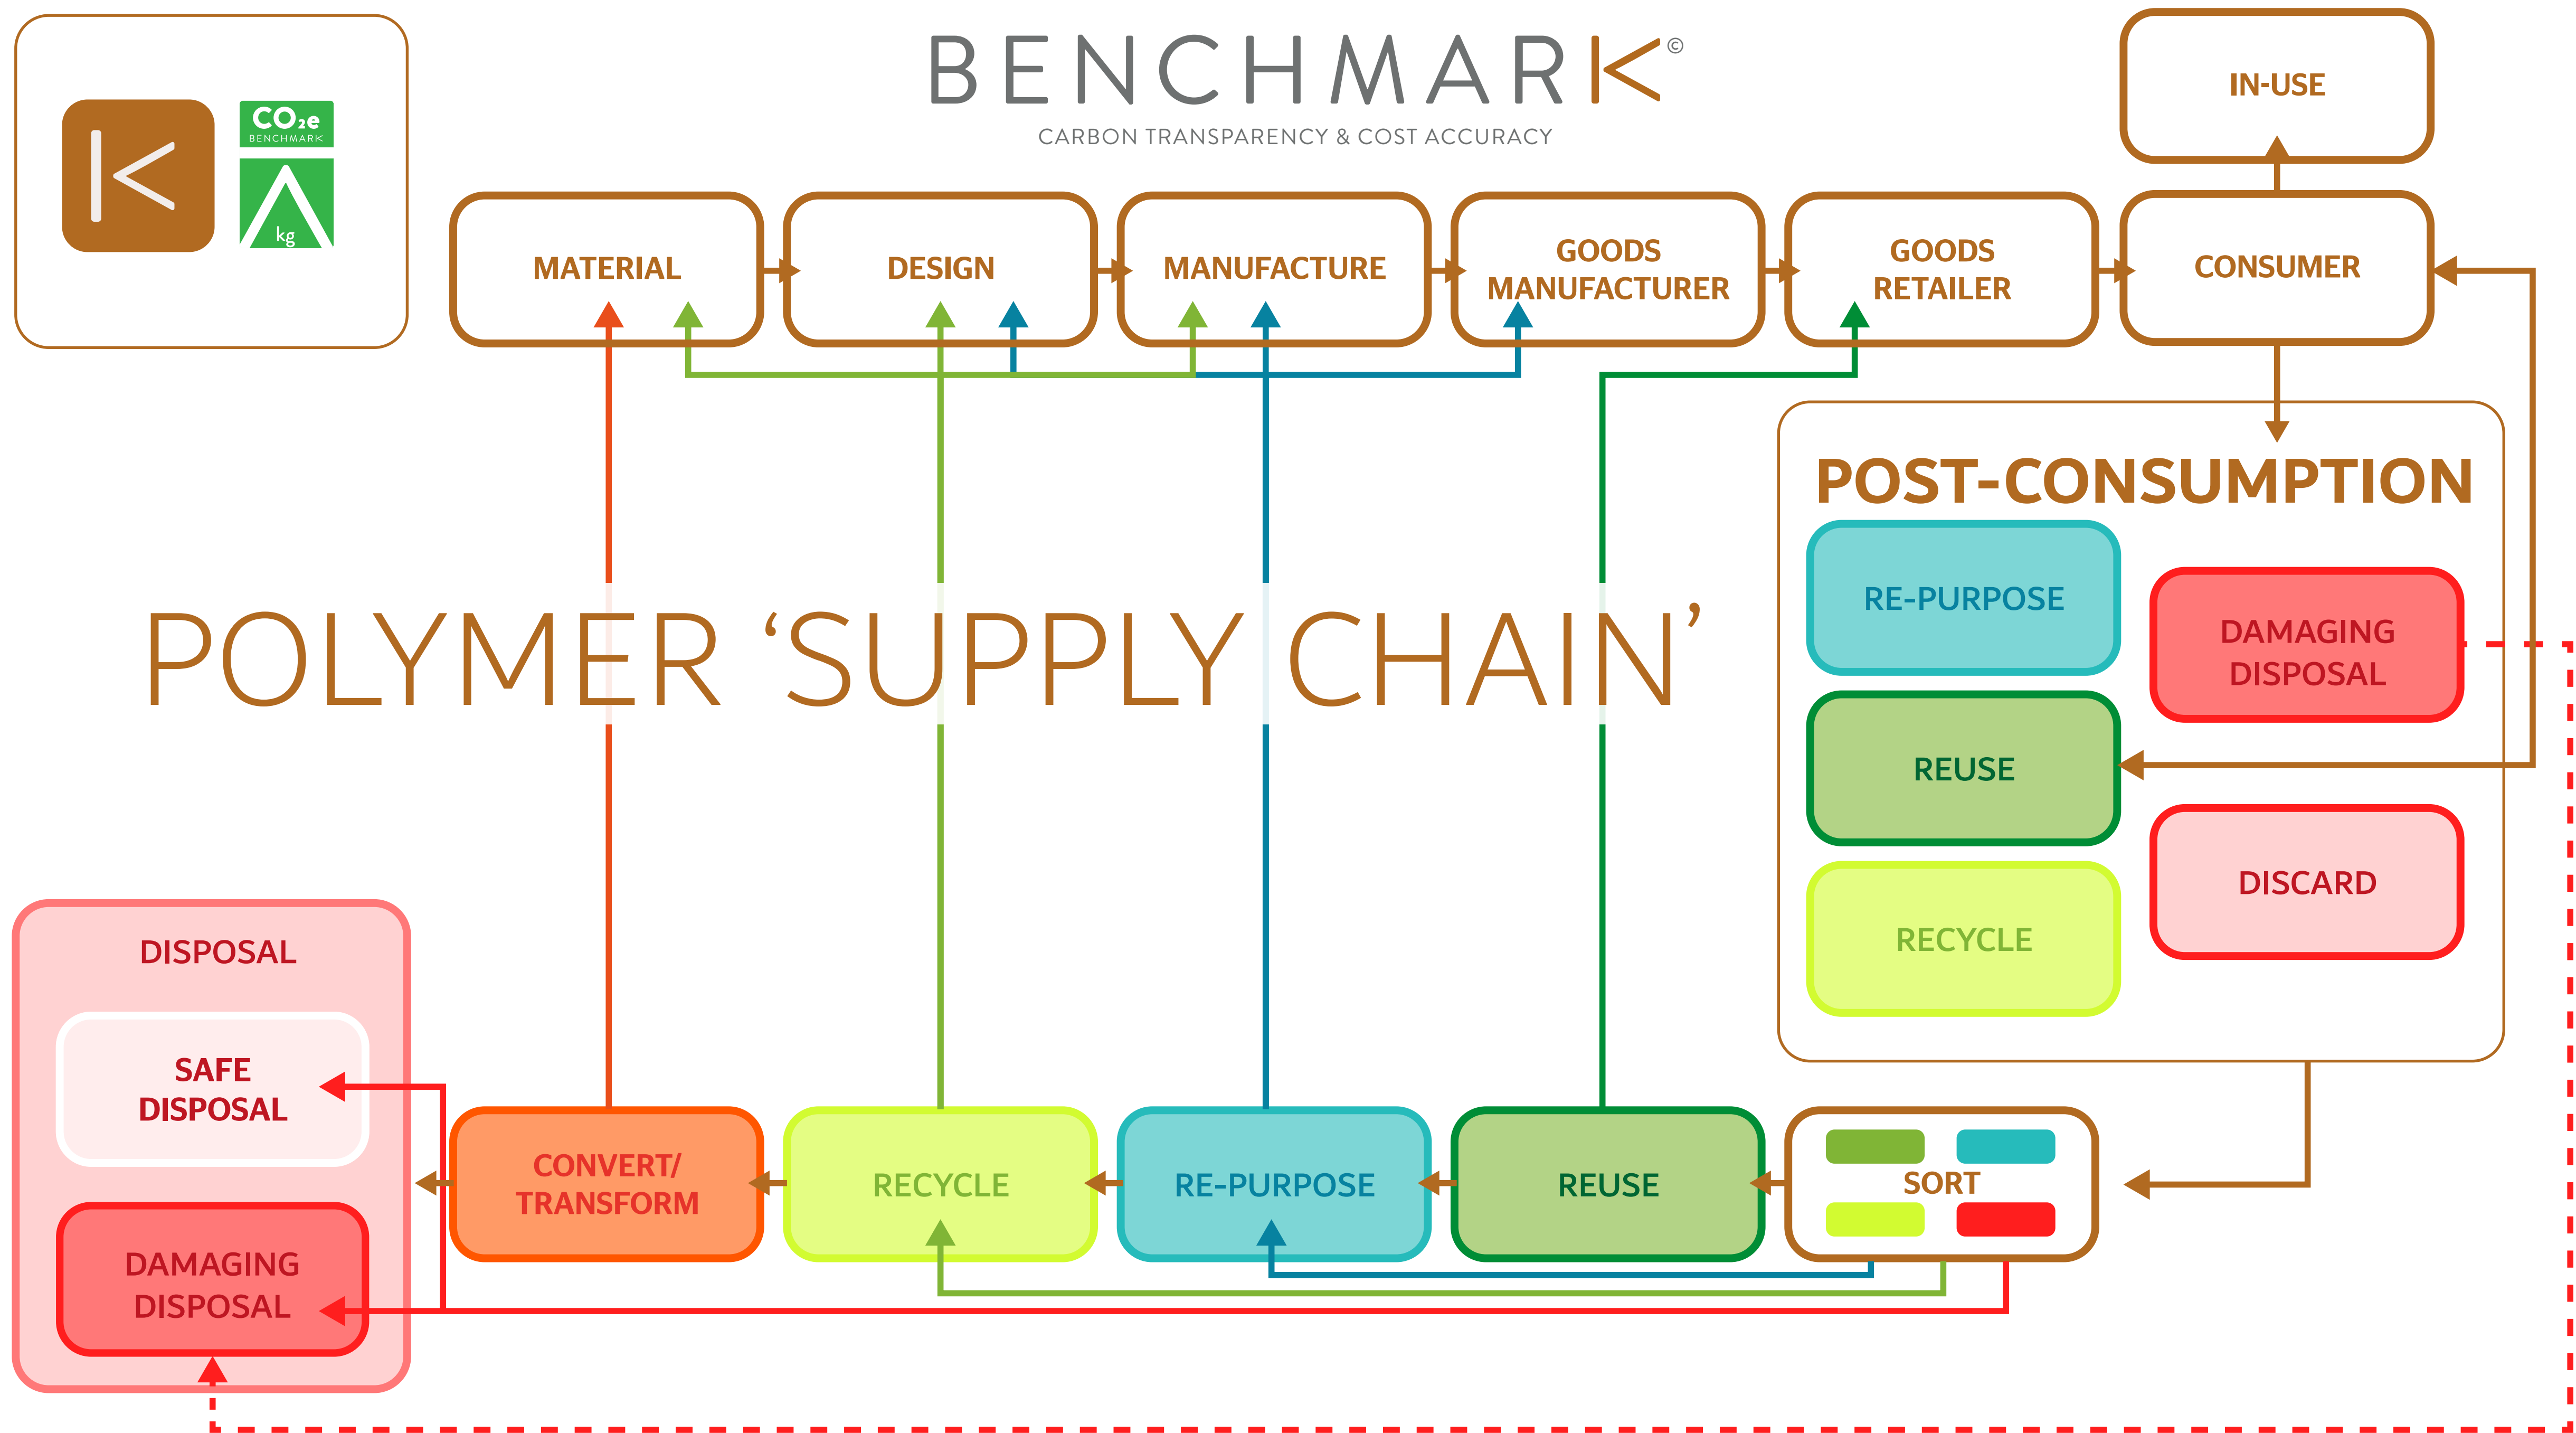 BENCHMARK©
CARBON TRANSPARENCY & COST ACCURACY
CO₂e
BENCHMARK
kg
IN-USE
MATERIAL
DESIGN
MANUFACTURE
GOODS
MANUFACTURER
GOODS
RETAILER
CONSUMER
POLYMER ‘SUPPLY CHAIN’
POST-CONSUMPTION
RE-PURPOSE
DAMAGING
DISPOSAL
REUSE
DISCARD
RECYCLE
DISPOSAL
SAFE
DISPOSAL
DAMAGING
DISPOSAL
CONVERT/
TRANSFORM
RECYCLE
RE-PURPOSE
REUSE
SORT